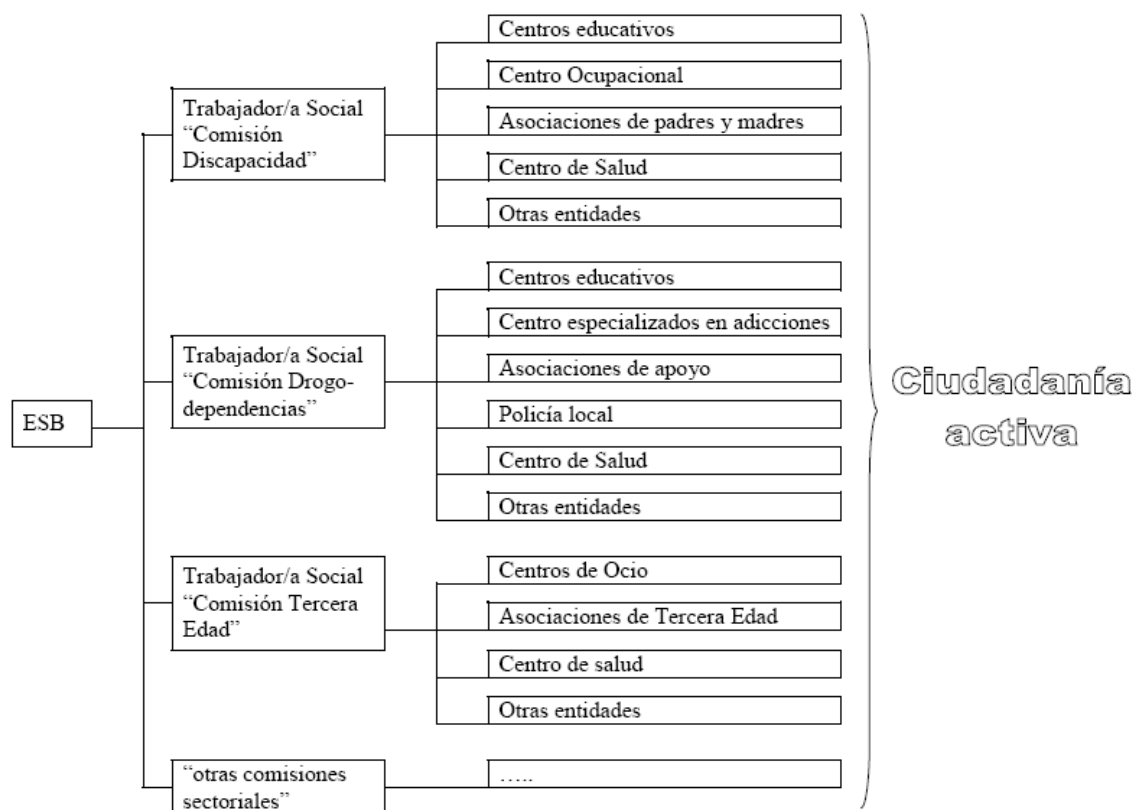 ESB
Trabajador/a Social
“Comisión
Discapacidad”
Centros educativos
Centro Ocupacional
Asociaciones de padres y madres
Centro de Salud
Otras entidades
Trabajador/a Social
“Comisión Drogo-
dependencias”
Centros educativos
Centro especializados en adicciones
Asociaciones de apoyo
Policía local
Centro de Salud
Otras entidades
Trabajador/a Social
“Comisión Tercera
Edad”
Centros de Ocio
Asociaciones de Tercera Edad
Centro de salud
Otras entidades
“otras comisiones
sectoriales”
…..
Ciudadanía
activa